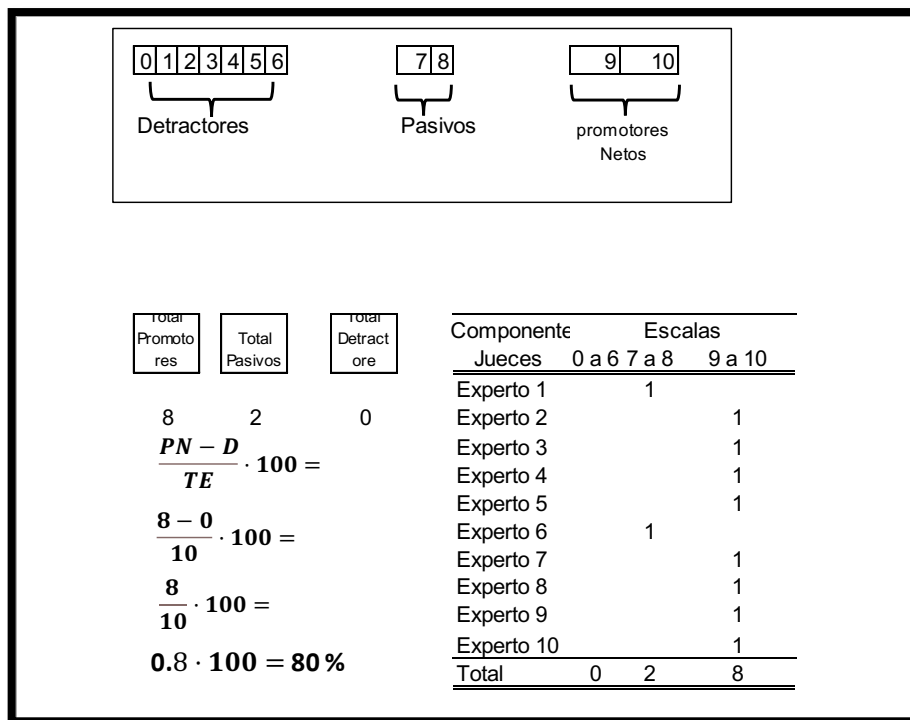 0 1 2 3 4 5 6 7 8 9 10
Detractores Pasivos promotores
Netos
Total
Promoto
res
Total
Pasivos
Total
Detract
ore
8 2 0
PN − D
TE · 100 =
8 − 0
10 · 100 =
8
10 · 100 =
0.8 · 100 = 80 %
Componente Escalas
Jueces 0 a 6 7 a 8 9 a 10
Experto 1 1
Experto 2 1
Experto 3 1
Experto 4 1
Experto 5 1
Experto 6 1
Experto 7 1
Experto 8 1
Experto 9 1
Experto 10 1
Total 0 2 8